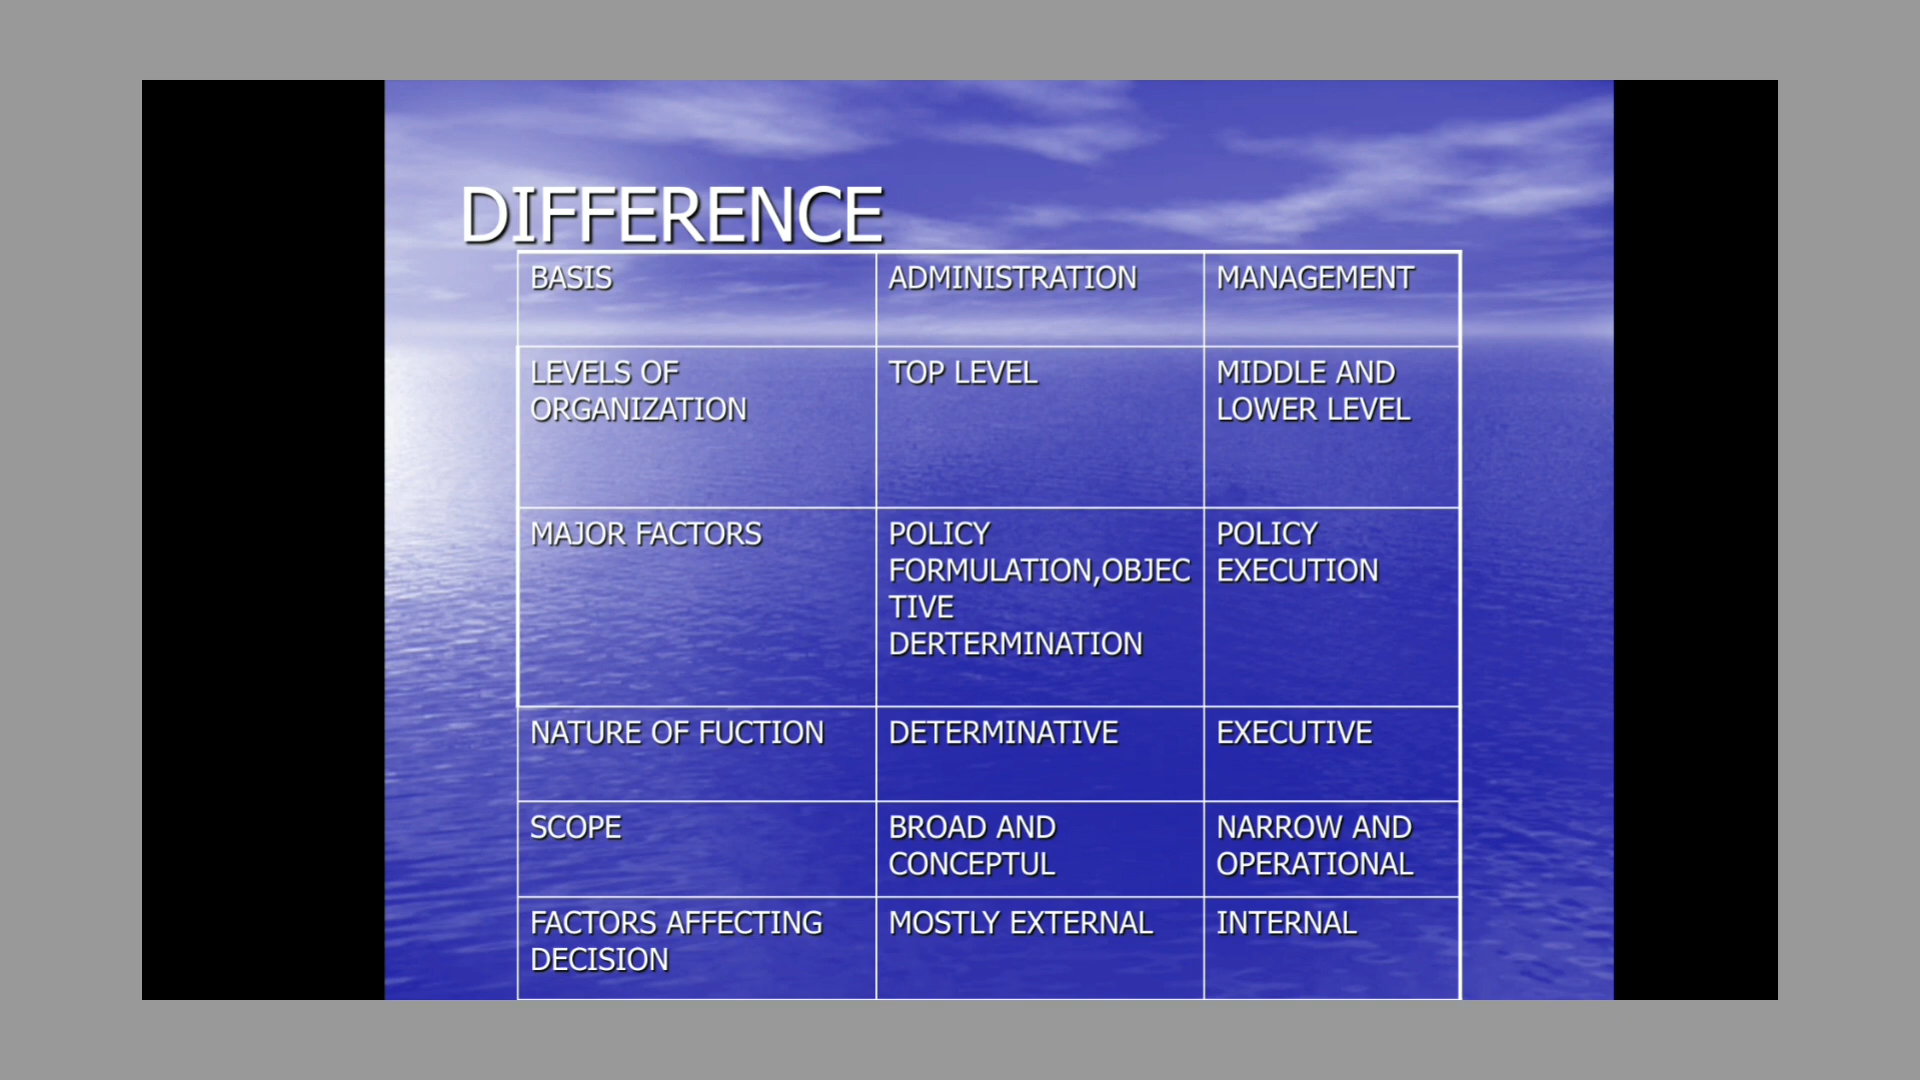 DIFFERENCE
BASIS
ADMINISTRATION
MANAGEMENT
LEVELS OF
ORGANIZATION
TOP LEVEL
MIDDLE AND
LOWER LEVEL
MAJOR FACTORS
POLICY
FORMULATION,OBJEC
TIVE
DERTERMINATION
POLICY
EXECUTION
NATURE OF FUCTION
DETERMINATIVE
EXECUTIVE
SCOPE
BROAD AND
CONCEPTUL
NARROW AND
OPERATIONAL
FACTORS AFFECTING
DECISION
MOSTLY EXTERNAL
INTERNAL